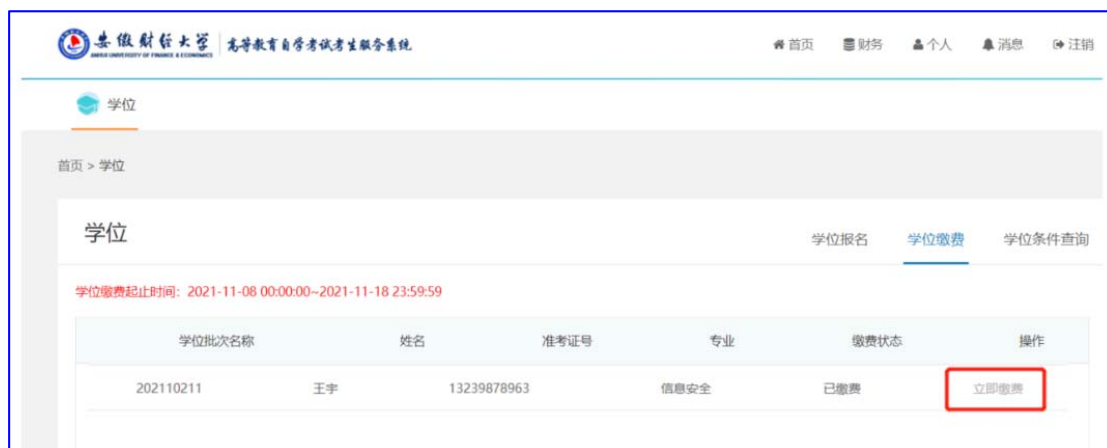 安徽财经大学 高等教育自学考试考生服务系统 首页 财务 个人 消息 注销
ANHUI UNIVERSITY OF FINANCE & ECONOMICS
学位
首页 > 学位
学位 学位报名 学位缴费 学位条件查询
学位缴费起止时间：2021-11-08 00:00:00~2021-11-18 23:59:59
学位批次名称 姓名 准考证号 专业 缴费状态 操作
202110211 王宇 13239878963 信息安全 已缴费 立即缴费